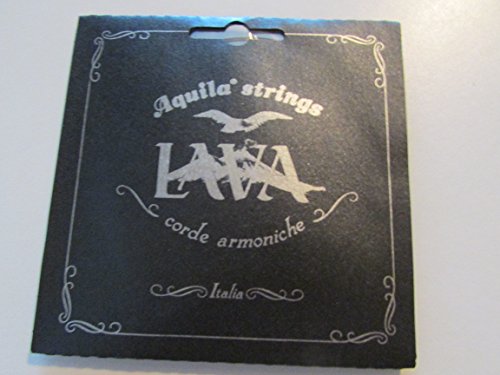 Aquila® strings
LAVA
corde armoniche
Italia